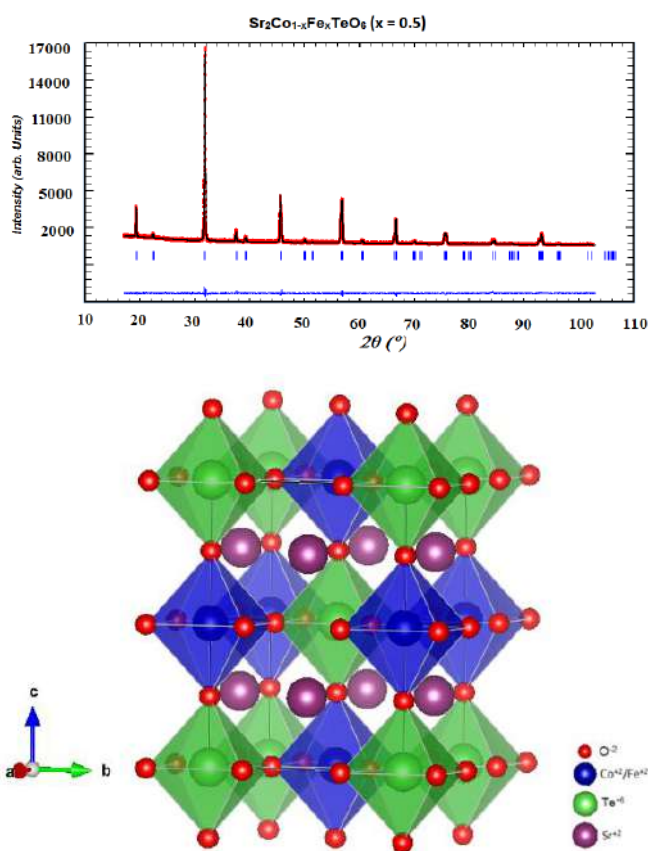 Sr₂Co₁₋ₓFeₓTeO₆ (x = 0.5)
Intensity (arb. Units)
17000
14000
11000
8000
5000
2000
10 20 30 40 50 60 70 80 90 100 110
2θ (°)
c
a
b
O⁻²
Co⁺²/Fe⁺²
Te⁺⁶
Sr⁺²